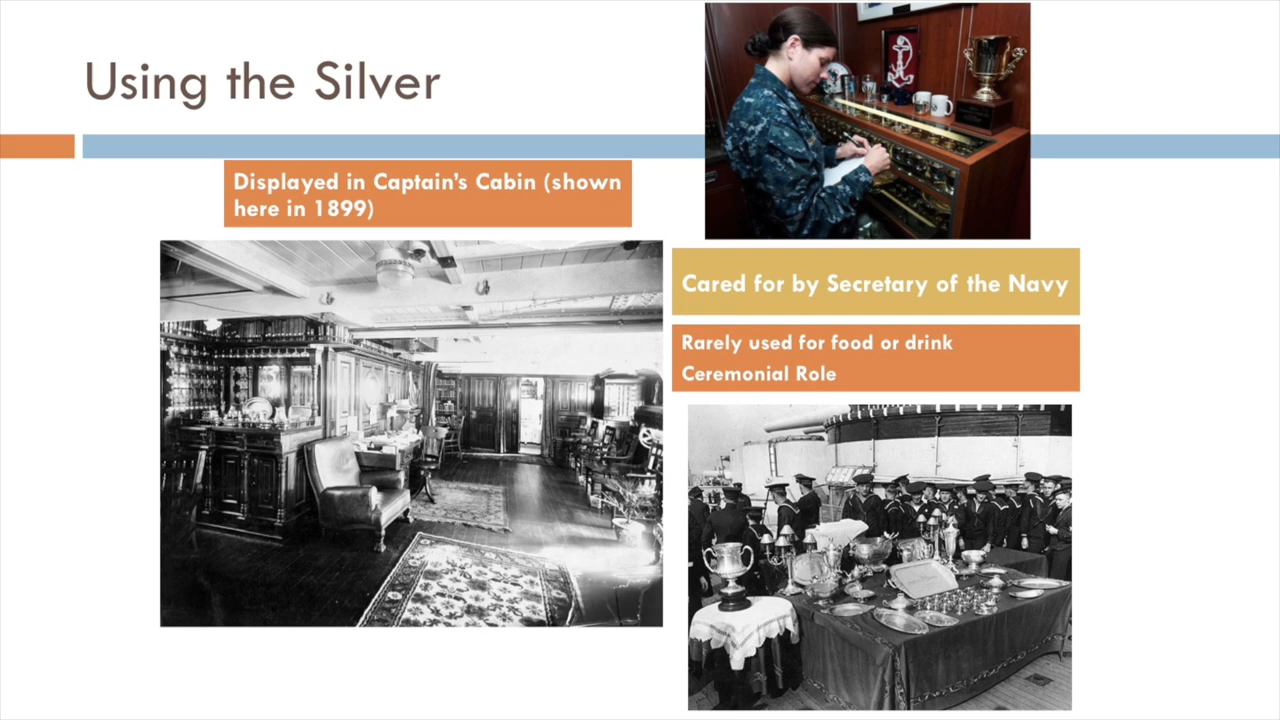 Using the Silver
Displayed in Captain's Cabin (shown
here in 1899)
Cared for by Secretary of the Navy
Rarely used for food or drink
Ceremonial Role